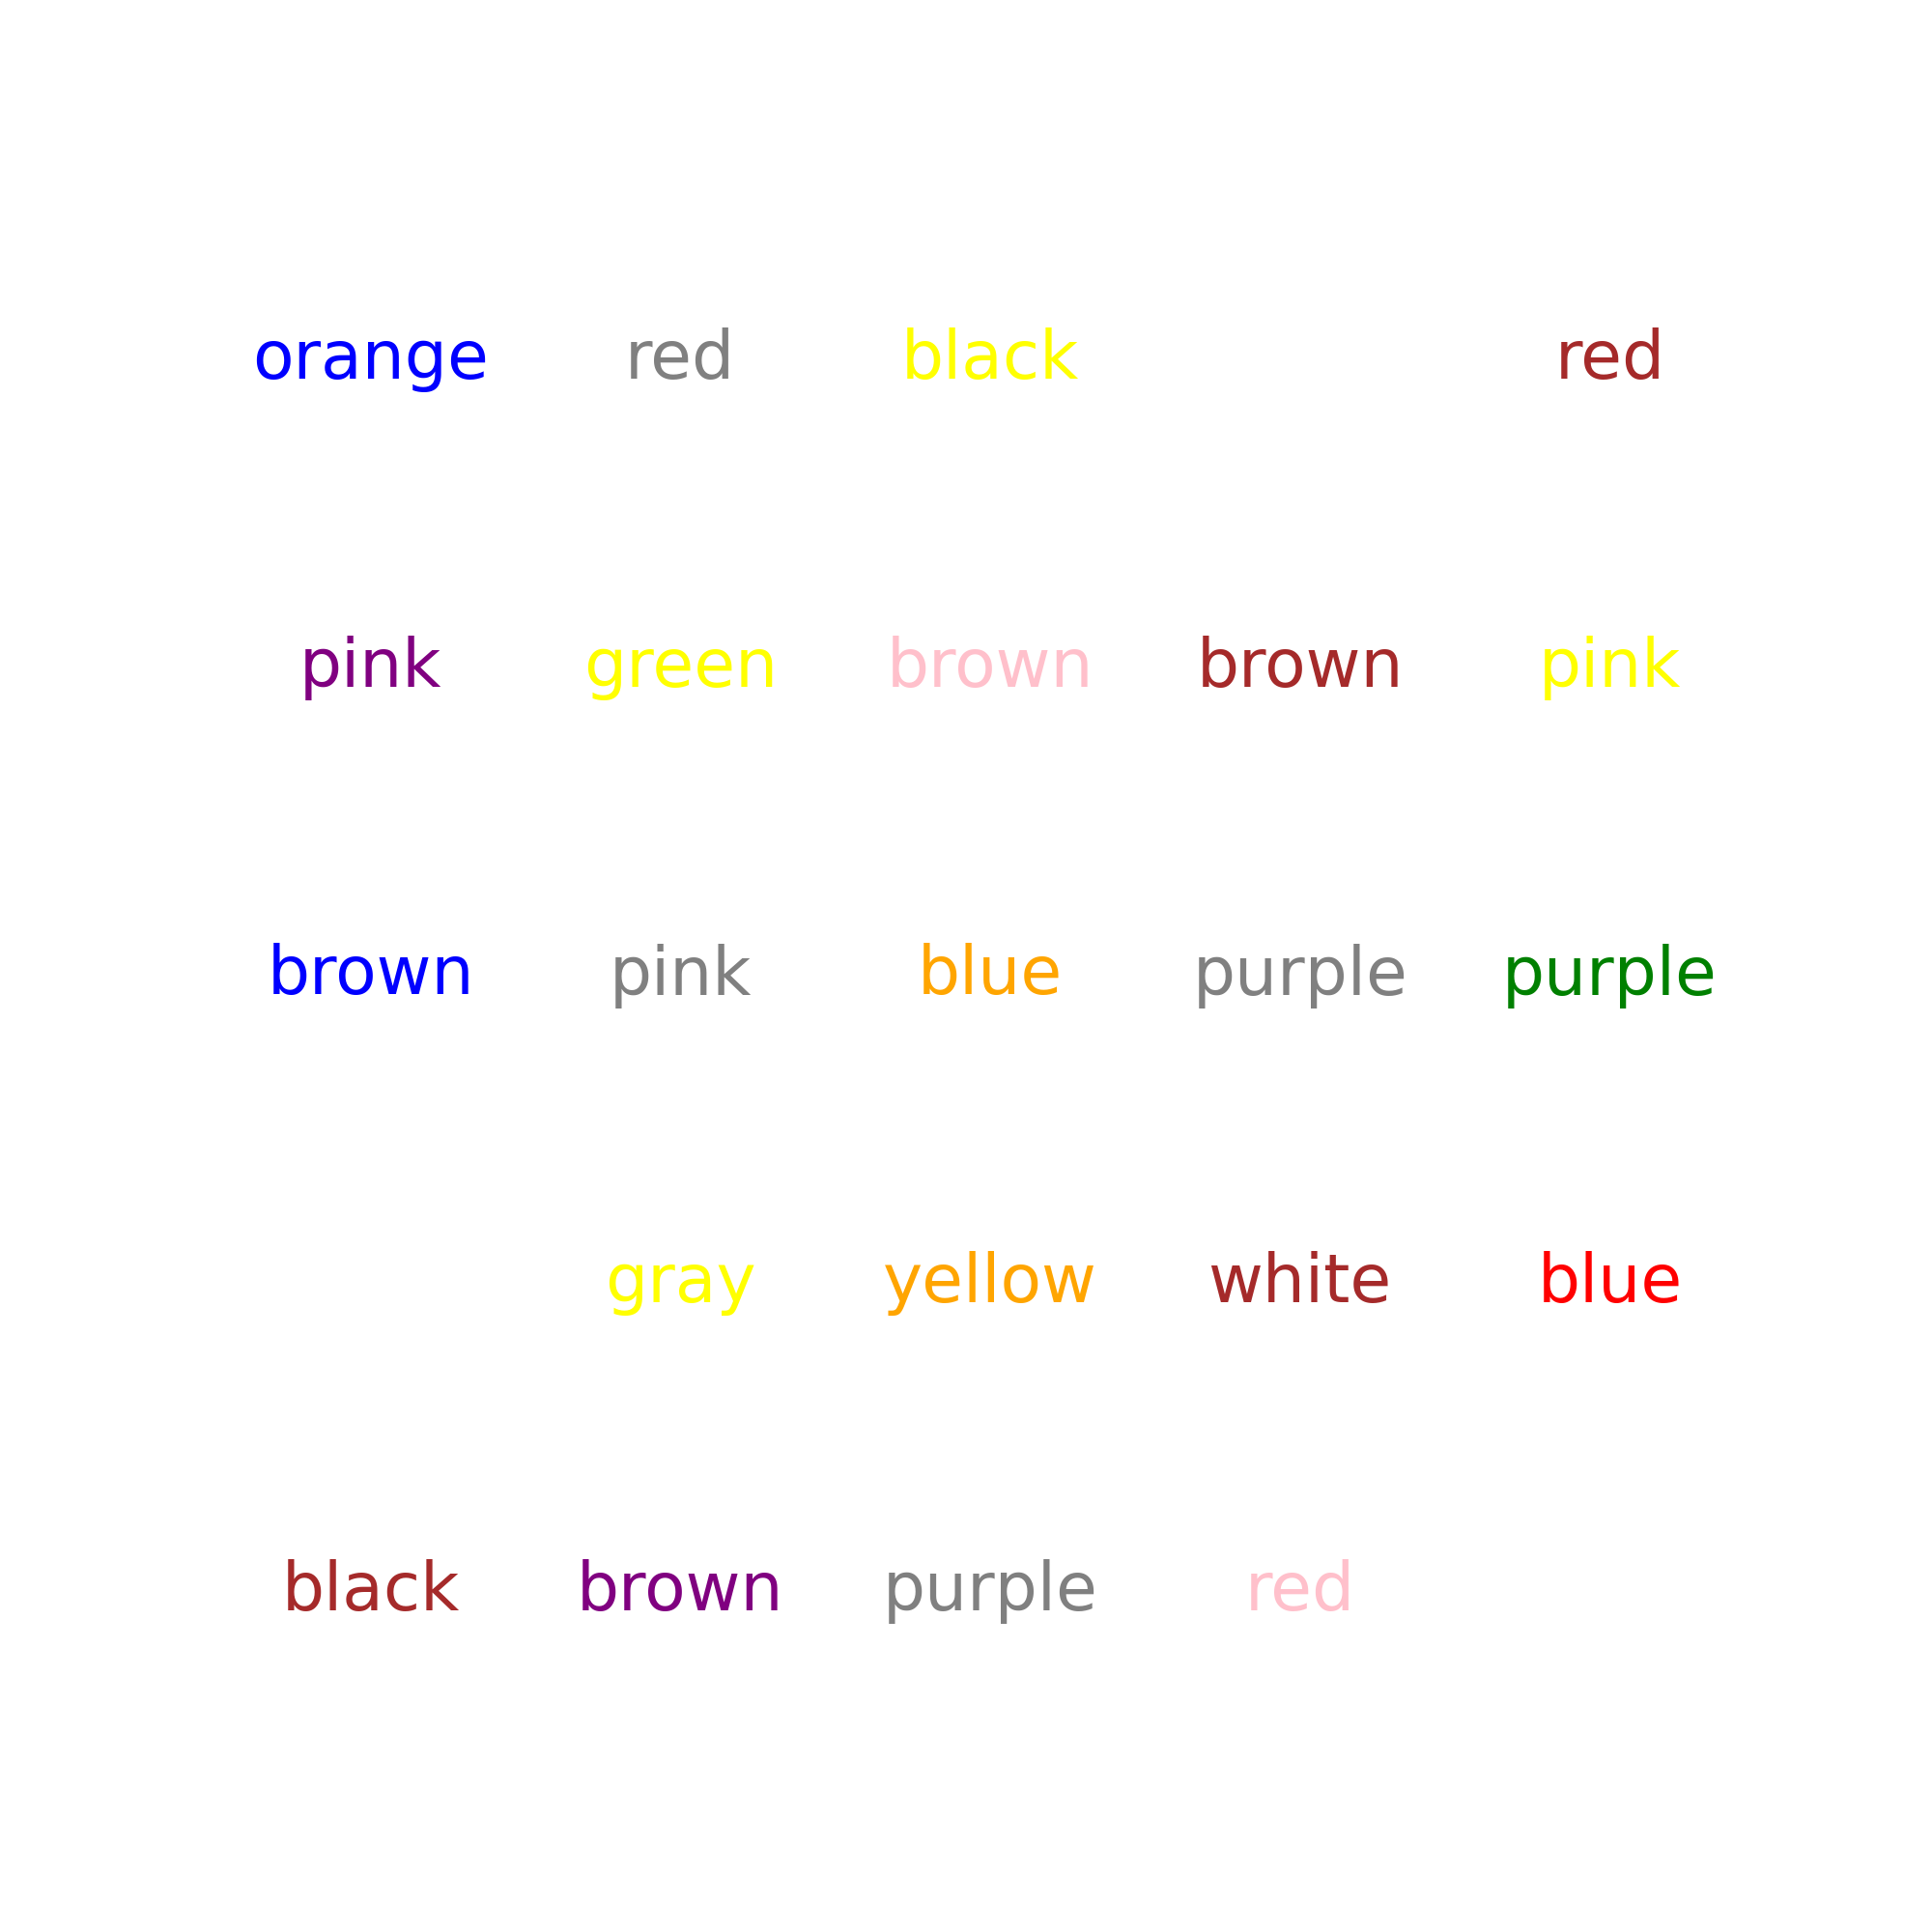 orange red black red
pink green brown brown pink
brown pink blue purple purple
gray yellow white blue
black brown purple red